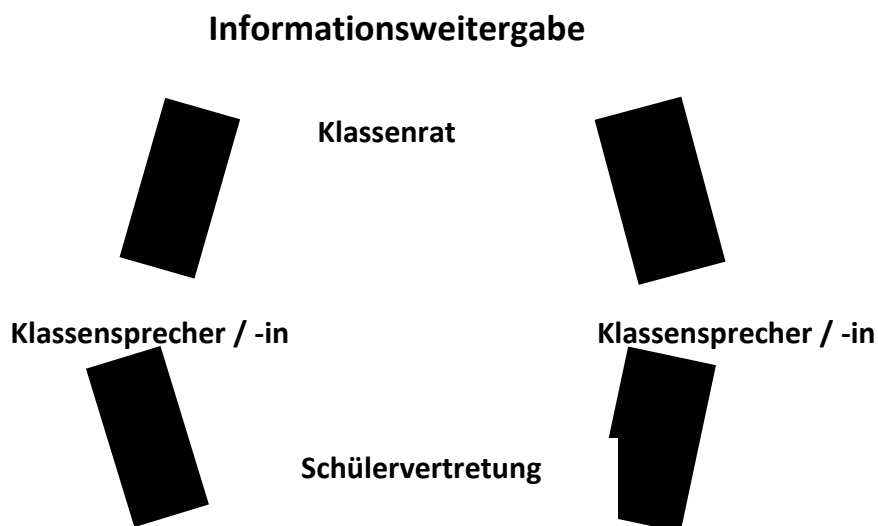 Informationsweitergabe
Klassenrat
Klassensprecher / -in
Klassensprecher / -in
Schülervertretung